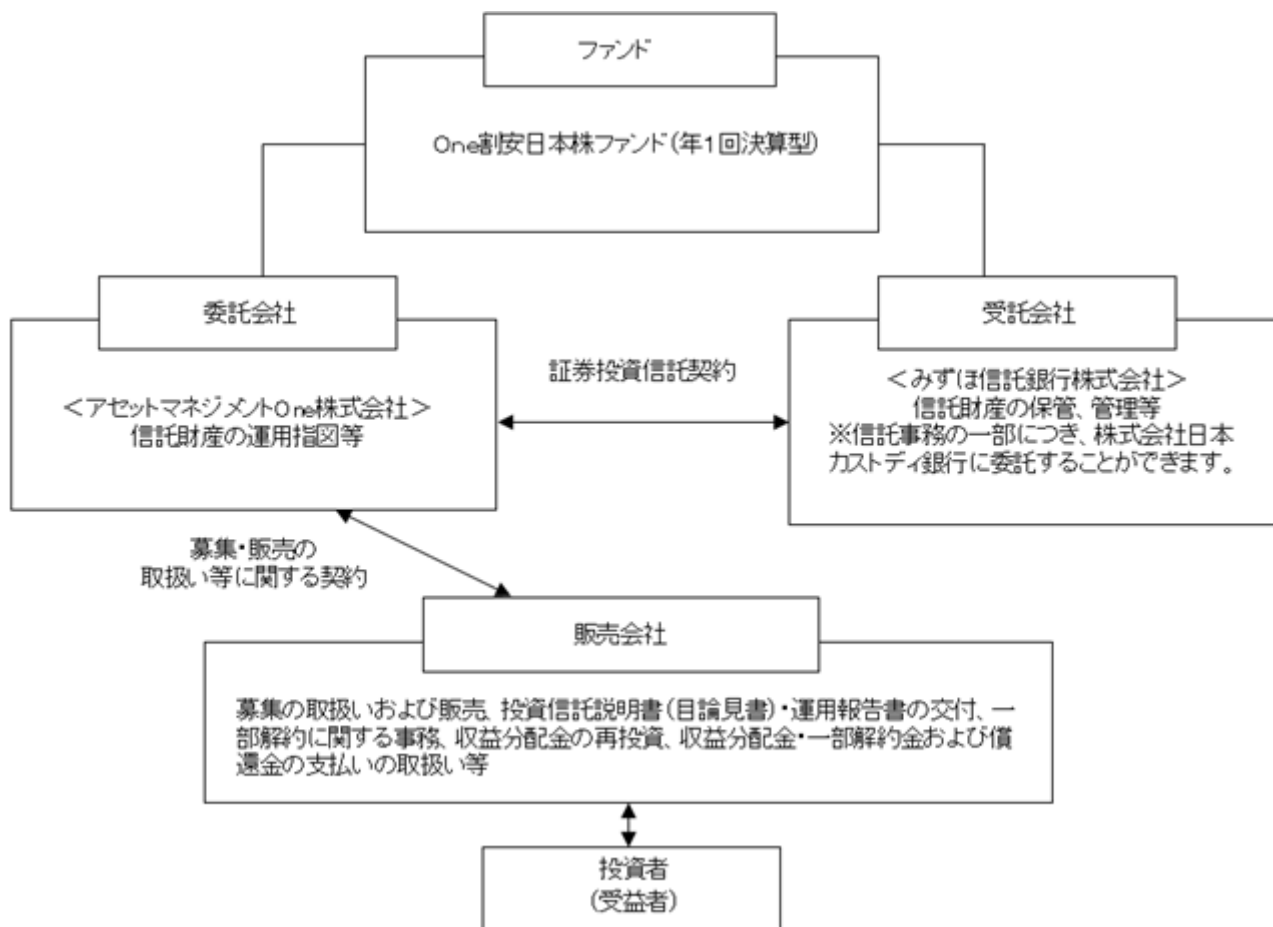 ファンド
One割安日本株ファンド(年1回決算型)
委託会社
<アセットマネジメントOne株式会社>
信託財産の運用指図等
証券投資信託契約
受託会社
<みずほ信託銀行株式会社>
信託財産の保管、管理等
※信託事務の一部につき、株式会社日本
カストディ銀行に委託することができます。
募集・販売の
取扱い等に関する契約
販売会社
募集の取扱いおよび販売、投資信託説明書(目論見書)・運用報告書の交付、一
部解約に関する事務、収益分配金の再投資、収益分配金・一部解約金および償
還金の支払いの取扱い等
投資者
(受益者)